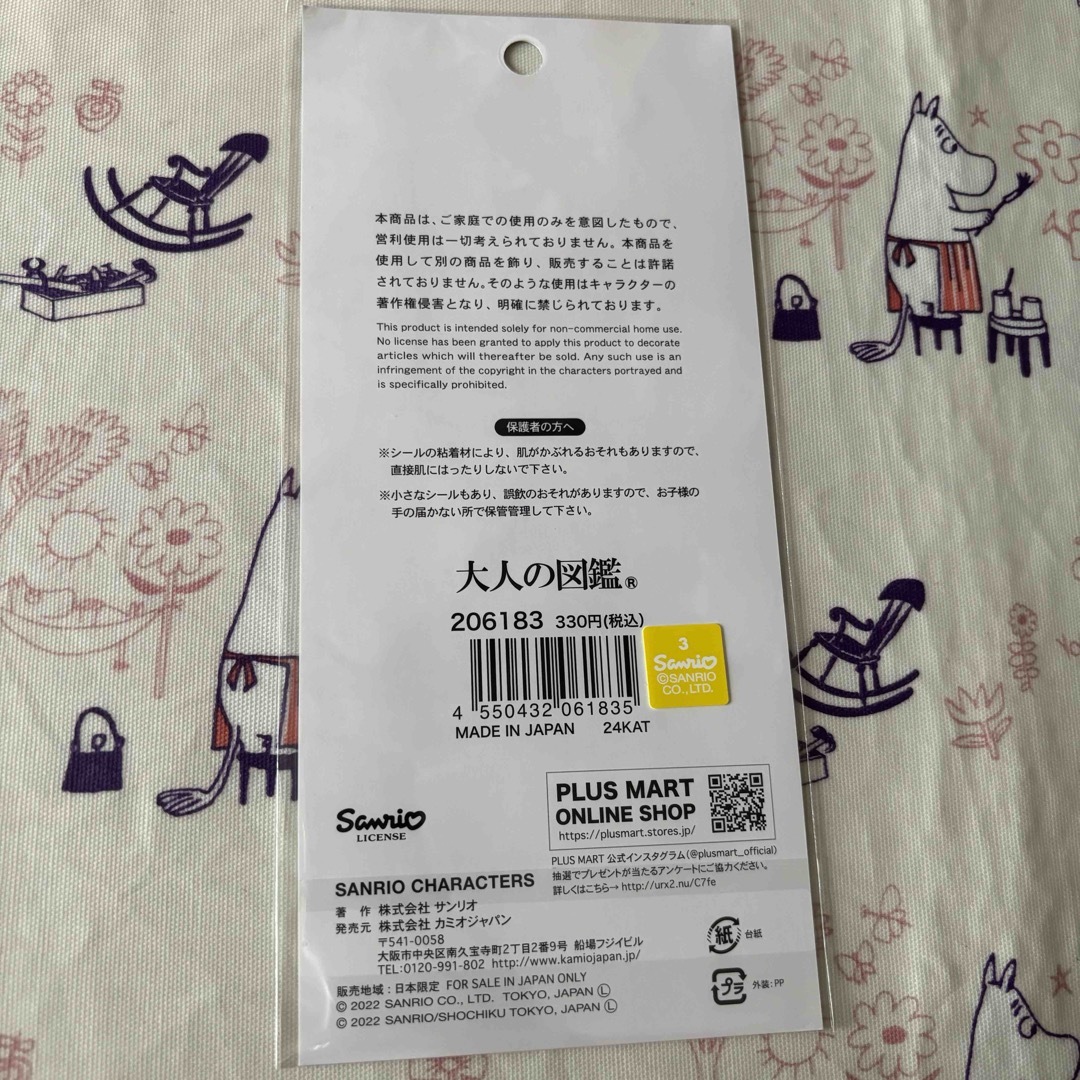 本商品は、ご家庭での使用のみを意図したもので、
営利使用は一切考えられておりません。本商品を
使用して別の商品を飾り、販売することは許諾
されておりません。そのような使用はキャラクターの
著作権侵害となり、明確に禁じられております。
This product is intended solely for non-commercial home use.
No license has been granted to apply this product to decorate
articles which will thereafter be sold. Any such use is an
infringement of the copyright in the characters portrayed and
is specifically prohibited.
保護者の方へ
※シールの粘着材により、肌がかぶれるおそれもありますので、
直接肌にはったりしないで下さい。
※小さなシールもあり、誤飲のおそれがありますので、お子様の
手の届かない所で保管管理して下さい。
大人の図鑑®
206183 330円(税込)
3
Sanrio
©SANRIO
CO.,LTD.
4 550432 061835
MADE IN JAPAN 24KAT
PLUS MART
ONLINE SHOP
https://plusmart.stores.jp/
PLUS MART 公式インスタグラム(@plusmart_official)
抽選でプレゼントが当たるアンケートにご協力ください。
詳しくはこちら→ http://urx2.nu/C7fe
Sanrio
LICENSE
SANRIO CHARACTERS
著 作 株式会社 サンリオ
発売元 株式会社 カミオジャパン
〒541-0058
大阪市中央区南久宝寺町2丁目2番9号 船場フジイビル
TEL:0120-991-802 http://www.kamiojapan.jp/
販売地域:日本限定 FOR SALE IN JAPAN ONLY
© 2022 SANRIO CO., LTD. TOKYO, JAPAN Ⓛ
© 2022 SANRIO/SHOCHIKU TOKYO, JAPAN Ⓛ
紙 台紙
プラ 外装:PP